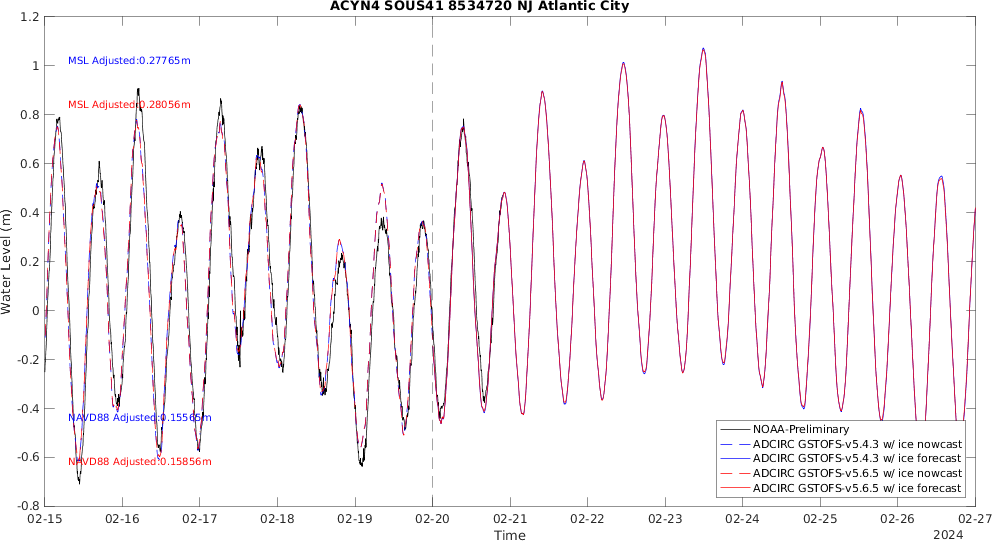 ACYN4 SOUS41 8534720 NJ Atlantic City
1.2
1
0.8
0.6
0.4
0.2
0
-0.2
-0.4
-0.6
-0.8
Water Level (m)
MSL Adjusted:0.27765m
MSL Adjusted:0.28056m
NAVD88 Adjusted:0.15565m
NAVD88 Adjusted:0.15856m
NOAA-Preliminary
ADCIRC GSTOFS-v5.4.3 w/ ice nowcast
ADCIRC GSTOFS-v5.4.3 w/ ice forecast
ADCIRC GSTOFS-v5.6.5 w/ ice nowcast
ADCIRC GSTOFS-v5.6.5 w/ ice forecast
02-15 02-16 02-17 02-18 02-19 02-20 02-21 02-22 02-23 02-24 02-25 02-26 02-27
Time
2024